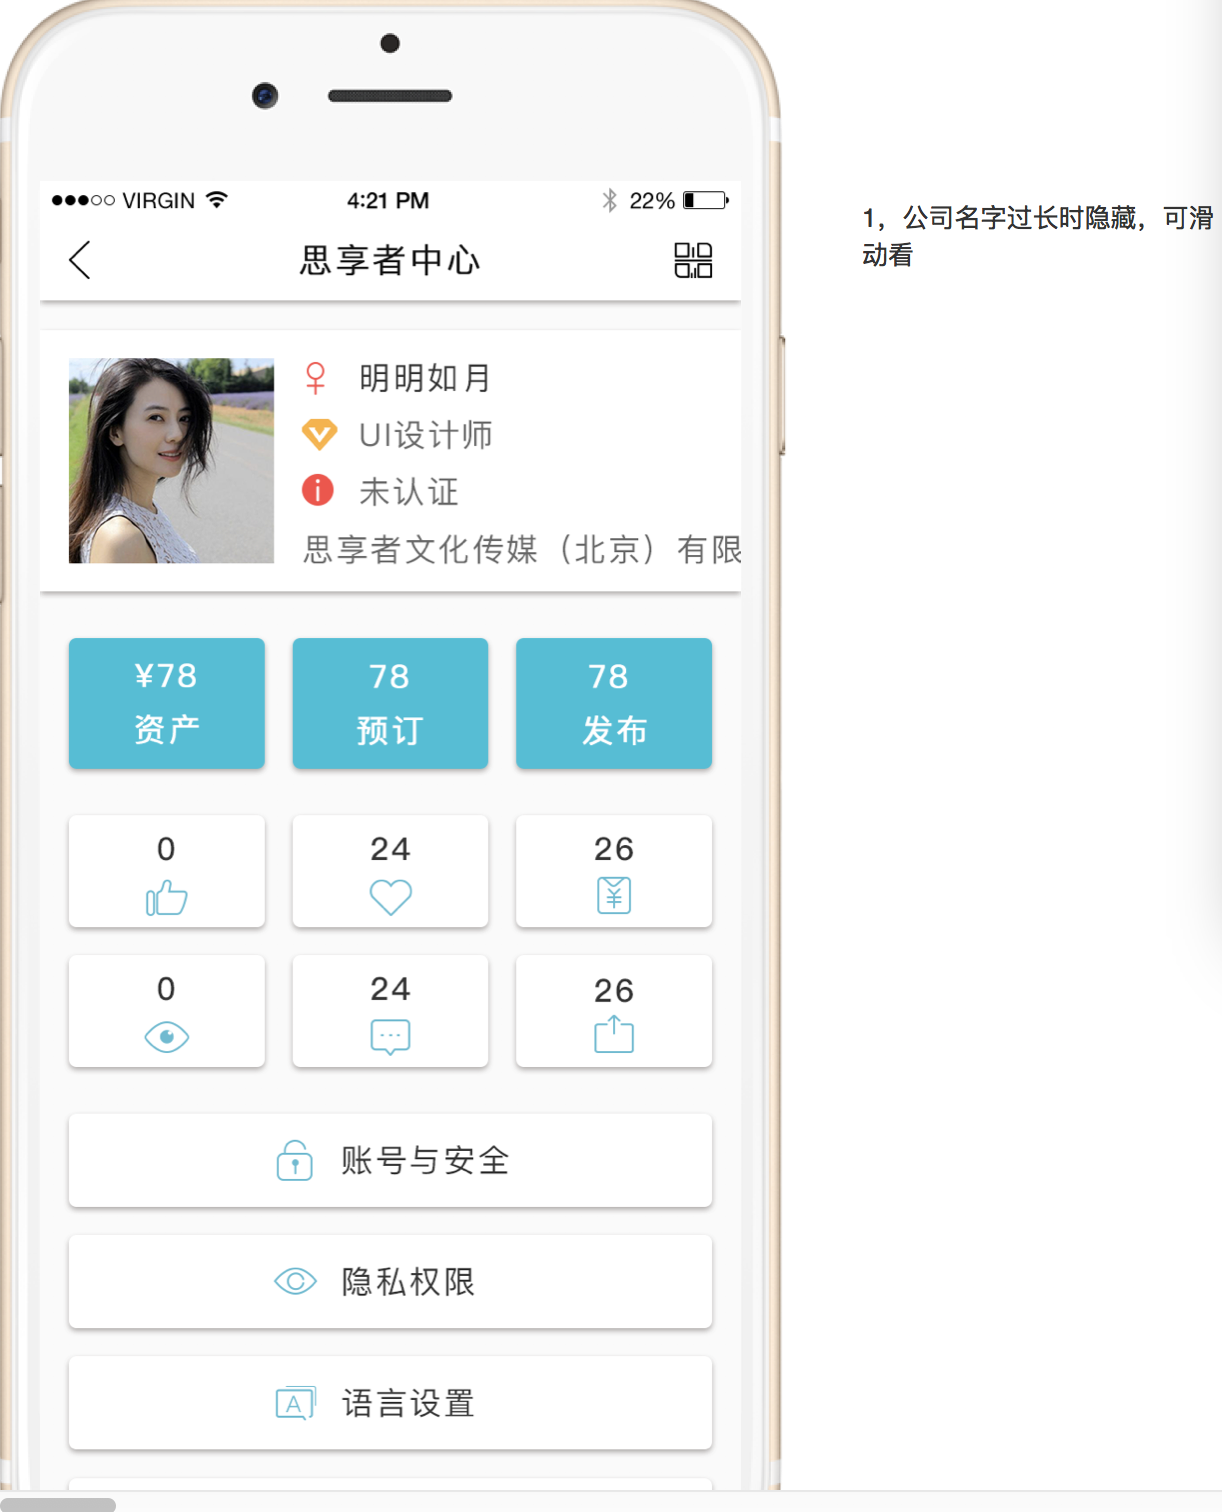 VIRGIN
4:21 PM
22%
思享者中心
1，公司名字过长时隐藏，可滑
动看
明明如月
UI设计师
未认证
思享者文化传媒（北京）有限
¥78
资产
78
预订
78
发布
0
24
26
¥
0
24
26
账号与安全
隐私权限
A
语言设置